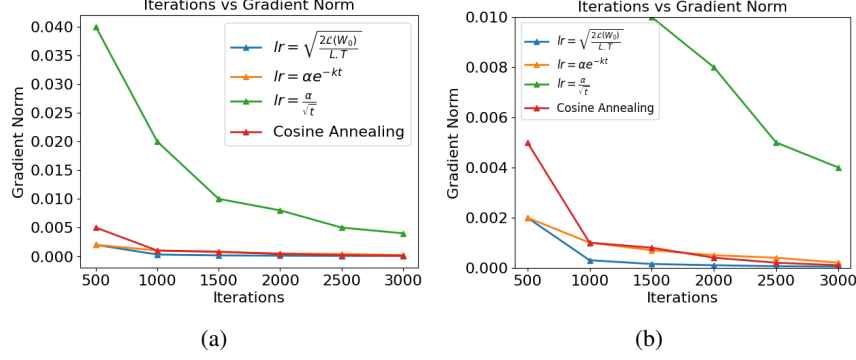 Iterations vs Gradient Norm
0.040
0.035
0.030
0.025
0.020
0.015
0.010
0.005
0.000
Gradient Norm
lr = √(2ℒ(W₀)/L.T)
lr = αe^{-kt}
lr = α/√t
Cosine Annealing
500 1000 1500 2000 2500 3000
Iterations
(a)
Iterations vs Gradient Norm
0.010
0.008
0.006
0.004
0.002
0.000
Gradient Norm
lr = √(2ℒ(W₀)/L.T)
lr = αe^{-kt}
lr = α/√t
Cosine Annealing
500 1000 1500 2000 2500 3000
Iterations
(b)